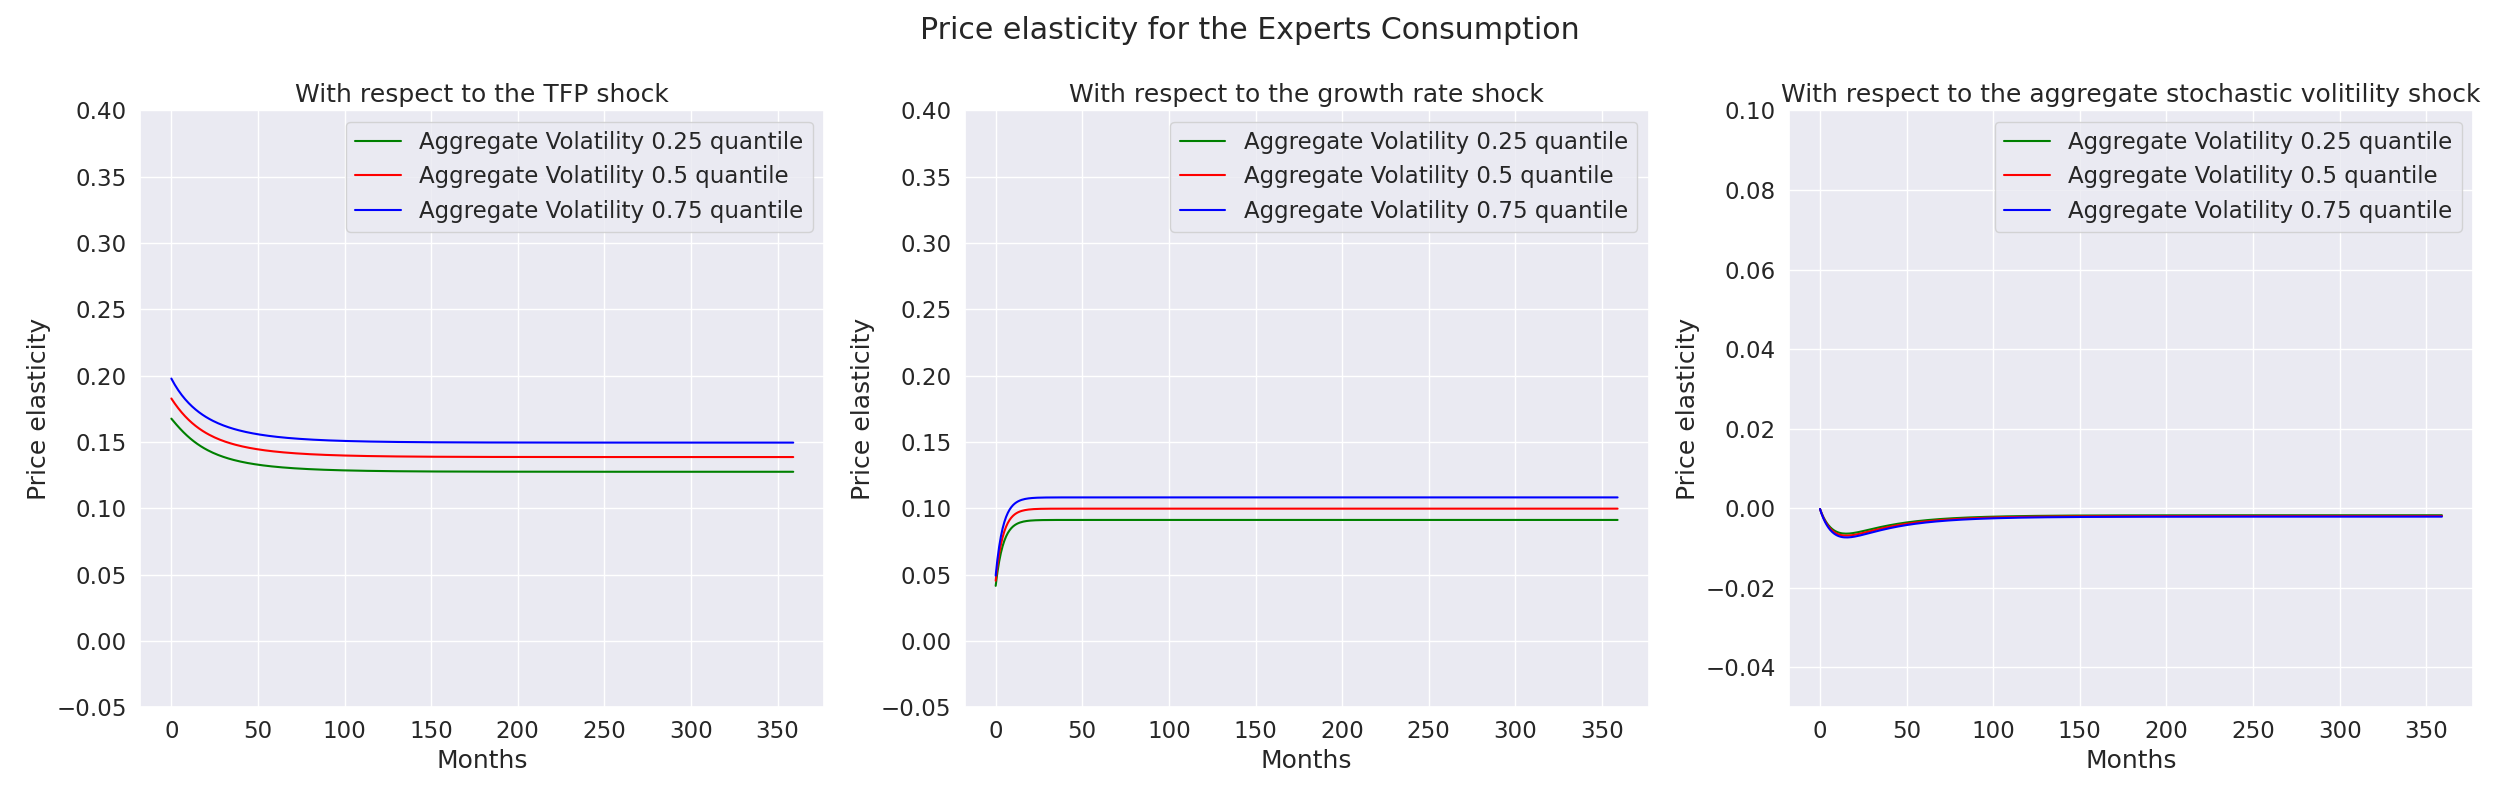 Price elasticity for the Experts Consumption
With respect to the TFP shock
0.40
0.35
0.30
0.25
0.20
0.15
0.10
0.05
0.00
−0.05
Price elasticity
Aggregate Volatility 0.25 quantile
Aggregate Volatility 0.5 quantile
Aggregate Volatility 0.75 quantile
0 50 100 150 200 250 300 350
Months
With respect to the growth rate shock
0.40
0.35
0.30
0.25
0.20
0.15
0.10
0.05
0.00
−0.05
Price elasticity
Aggregate Volatility 0.25 quantile
Aggregate Volatility 0.5 quantile
Aggregate Volatility 0.75 quantile
0 50 100 150 200 250 300 350
Months
With respect to the aggregate stochastic volitility shock
0.10
0.08
0.06
0.04
0.02
0.00
−0.02
−0.04
Price elasticity
Aggregate Volatility 0.25 quantile
Aggregate Volatility 0.5 quantile
Aggregate Volatility 0.75 quantile
0 50 100 150 200 250 300 350
Months